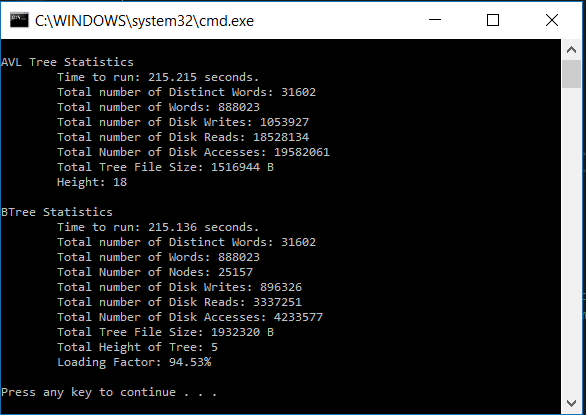 C:\WINDOWS\system32\cmd.exe
AVL Tree Statistics
Time to run: 215.215 seconds.
Total number of Distinct Words: 31602
Total number of Words: 888023
Total number of Disk Writes: 1053927
Total number of Disk Reads: 18528134
Total Number of Disk Accesses: 19582061
Total Tree File Size: 1516944 B
Height: 18
BTree Statistics
Time to run: 215.136 seconds.
Total number of Distinct Words: 31602
Total number of Words: 888023
Total Number of Nodes: 25157
Total number of Disk Writes: 896326
Total number of Disk Reads: 3337251
Total number of Disk Accesses: 4233577
Total Tree File Size: 1932320 B
Total Height of Tree: 5
Loading Factor: 94.53%
Press any key to continue . . .